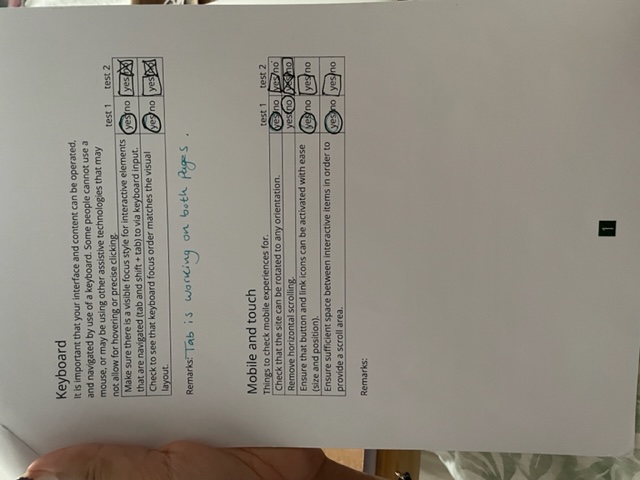 Keyboard
It is important that your interface and content can be operated,
and navigated by use of a keyboard. Some people cannot use a
mouse, or may be using other assistive technologies that may
not allow for hovering or precise clicking.
test 1 test 2
Make sure there is a visible focus style for interactive elements
that are navigated (tab and shift + tab) to via keyboard input.
yes/no yes/no
Check to see that keyboard focus order matches the visual
layout.
yes/no yes/no
Remarks: Tab is working on both Pages.
Mobile and touch
Things to check mobile experiences for.
test 1 test 2
Check that the site can be rotated to any orientation. yes/no yes/no
Remove horizontal scrolling. yes/no yes/no
Ensure that button and link icons can be activated with ease
(size and position).
yes/no yes/no
Ensure sufficient space between interactive items in order to
provide a scroll area.
yes/no yes/no
Remarks:
1